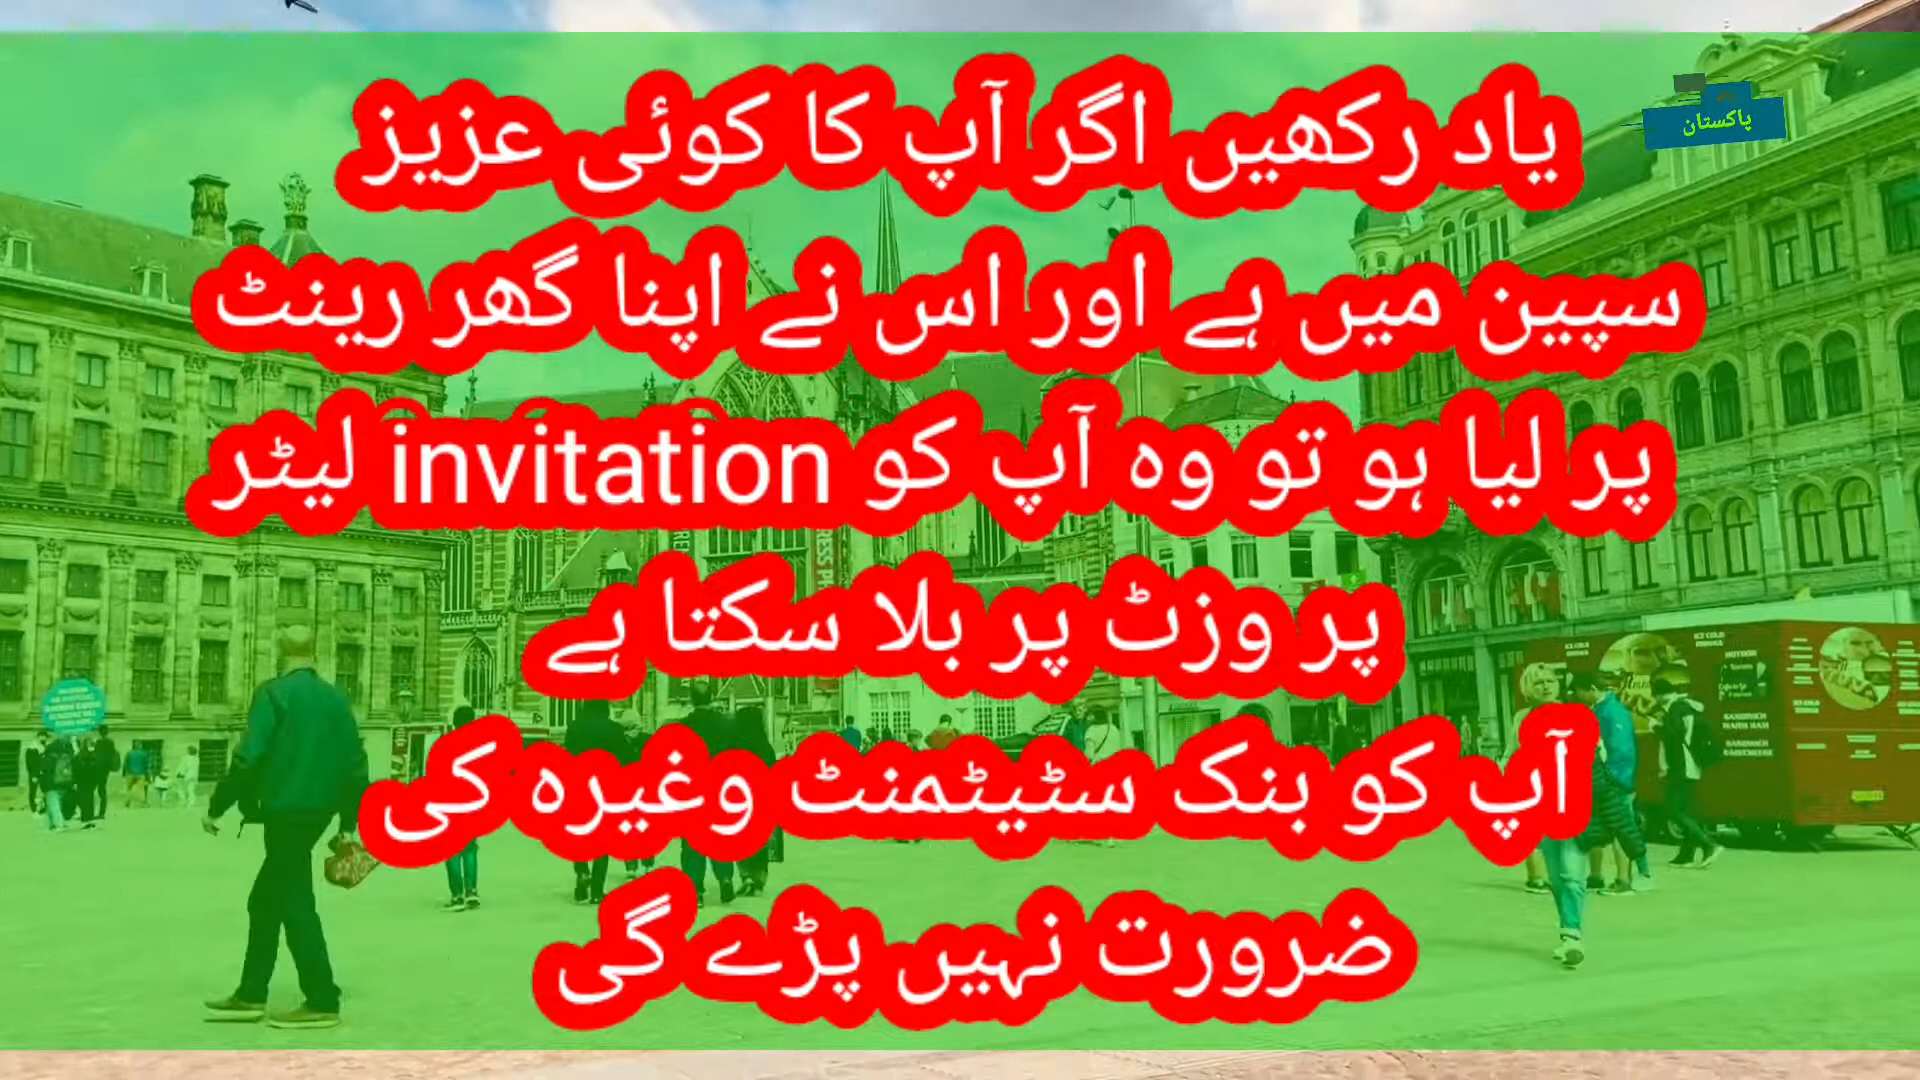 پاکستان
یاد رکھیں اگر آپ کا کوئی عزیز
سپین میں ہے اور اس نے اپنا گھر رینٹ
پر لیا ہو تو وہ آپ کو invitation لیٹر
پر وزٹ پر بلا سکتا ہے
آپ کو بنک سٹیٹمنٹ وغیرہ کی
ضرورت نہیں پڑے گی